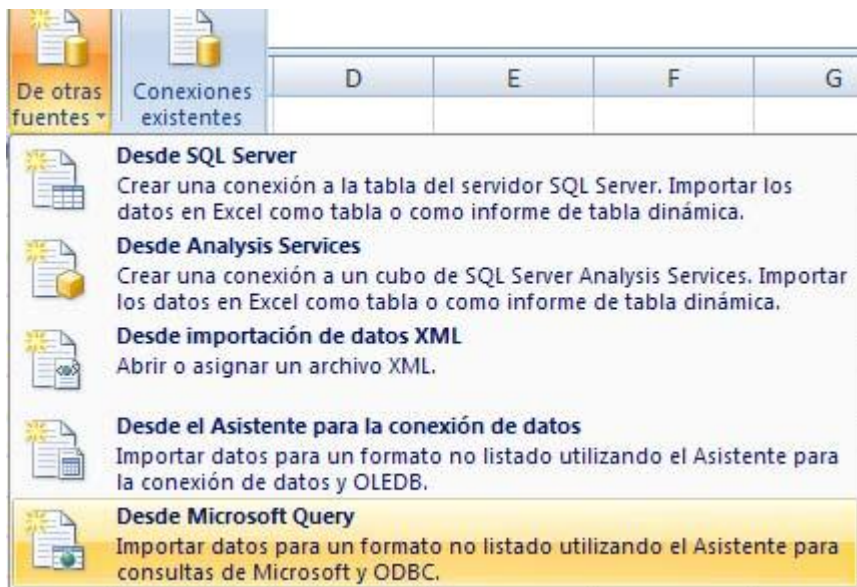 De otras
fuentes
Conexiones
existentes
D E F G
Desde SQL Server
Crear una conexión a la tabla del servidor SQL Server. Importar los
datos en Excel como tabla o como informe de tabla dinámica.
Desde Analysis Services
Crear una conexión a un cubo de SQL Server Analysis Services. Importar
los datos en Excel como tabla o como informe de tabla dinámica.
Desde importación de datos XML
Abrir o asignar un archivo XML.
Desde el Asistente para la conexión de datos
Importar datos para un formato no listado utilizando el Asistente para
la conexión de datos y OLEDB.
Desde Microsoft Query
Importar datos para un formato no listado utilizando el Asistente para
consultas de Microsoft y ODBC.